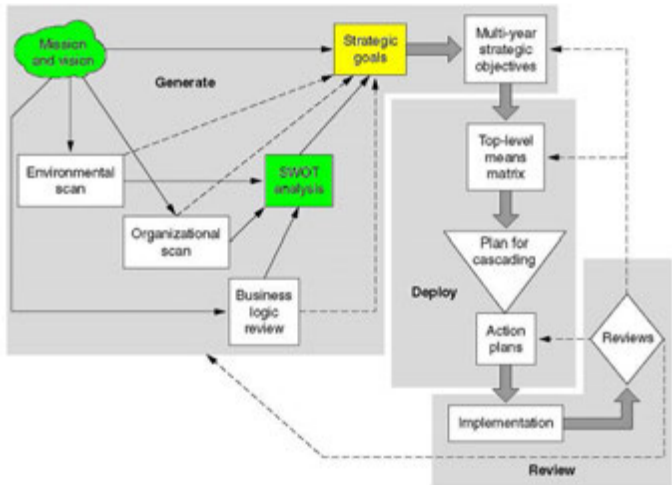 Mission
and vision
Strategic
goals
Multi-year
strategic
objectives
Generate
Environmental
scan
SWOT
analysis
Top-level
means
matrix
Organizational
scan
Plan for
cascading
Business
logic
review
Deploy
Action
plans
Reviews
Implementation
Review